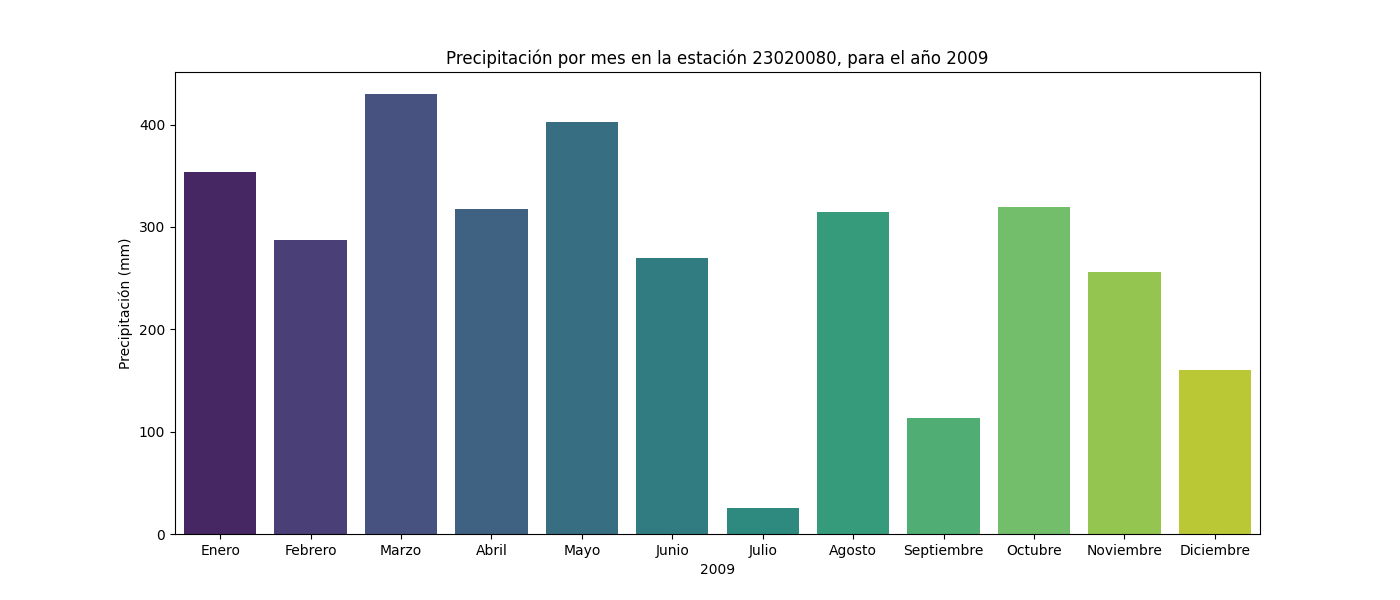 Precipitación por mes en la estación 23020080, para el año 2009
Precipitación (mm)
400
300
200
100
0
Enero Febrero Marzo Abril Mayo Junio Julio Agosto Septiembre Octubre Noviembre Diciembre
2009